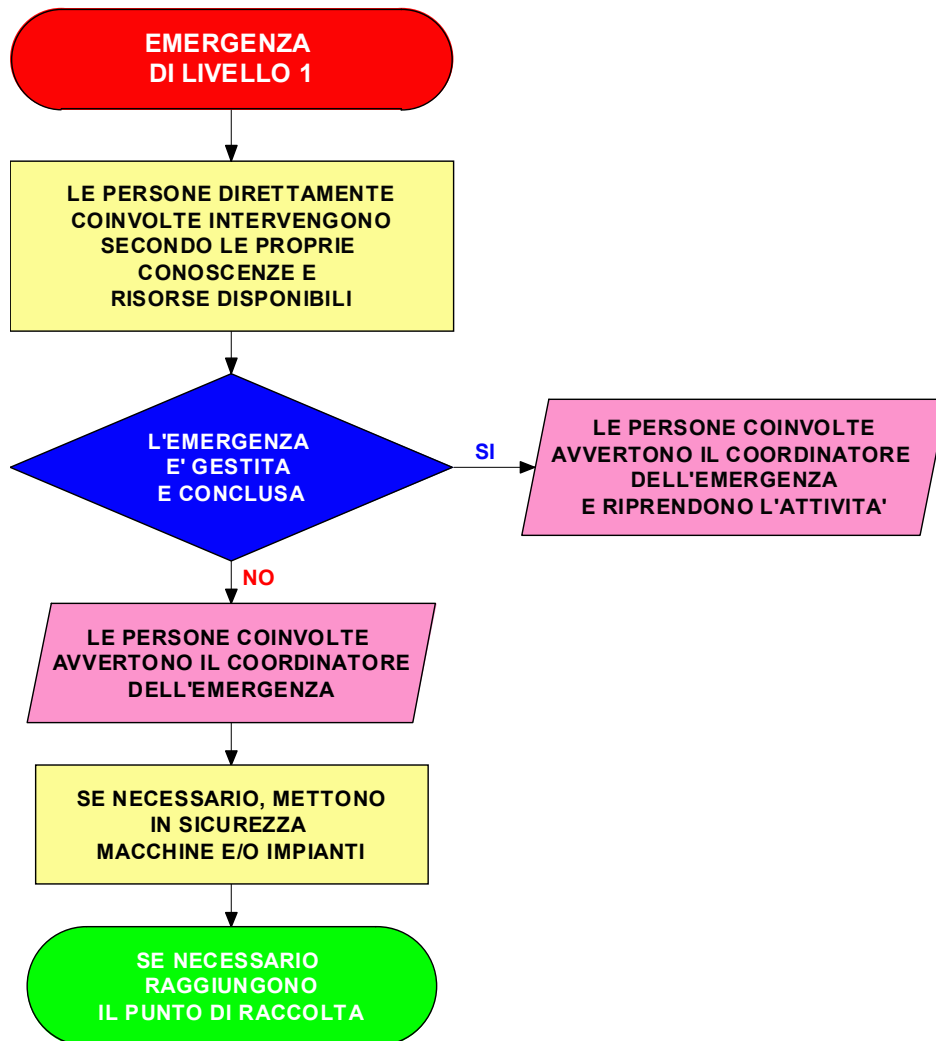 EMERGENZA
DI LIVELLO 1
LE PERSONE DIRETTAMENTE
COINVOLTE INTERVENGONO
SECONDO LE PROPRIE
CONOSCENZE E
RISORSE DISPONIBILI
L'EMERGENZA
E' GESTITA
E CONCLUSA
SI
LE PERSONE COINVOLTE
AVVERTONO IL COORDINATORE
DELL'EMERGENZA
E RIPRENDONO L'ATTIVITA'
NO
LE PERSONE COINVOLTE
AVVERTONO IL COORDINATORE
DELL'EMERGENZA
SE NECESSARIO, METTONO
IN SICUREZZA
MACCHINE E/O IMPIANTI
SE NECESSARIO
RAGGIUNGONO
IL PUNTO DI RACCOLTA